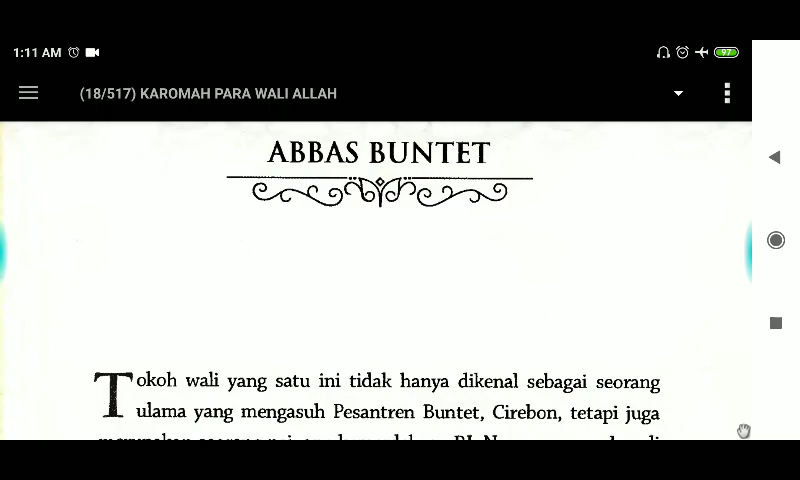 1:11 AM
97
(18/517) KAROMAH PARA WALI ALLAH
ABBAS BUNTET
Tokoh wali yang satu ini tidak hanya dikenal sebagai seorang
ulama yang mengasuh Pesantren Buntet, Cirebon, tetapi juga